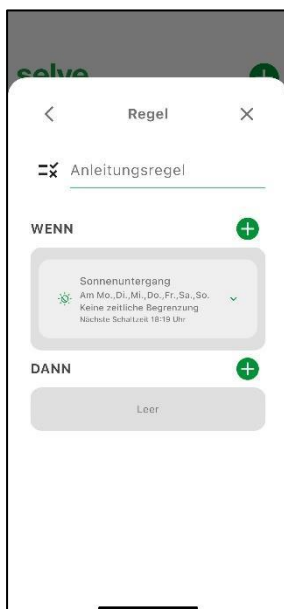 selve
Regel
Anleitungsregel
WENN
Sonnenuntergang
Am Mo.,Di.,Mi.,Do.,Fr.,Sa.,So.
Keine zeitliche Begrenzung
Nächste Schaltzeit 18:19 Uhr
DANN
Leer